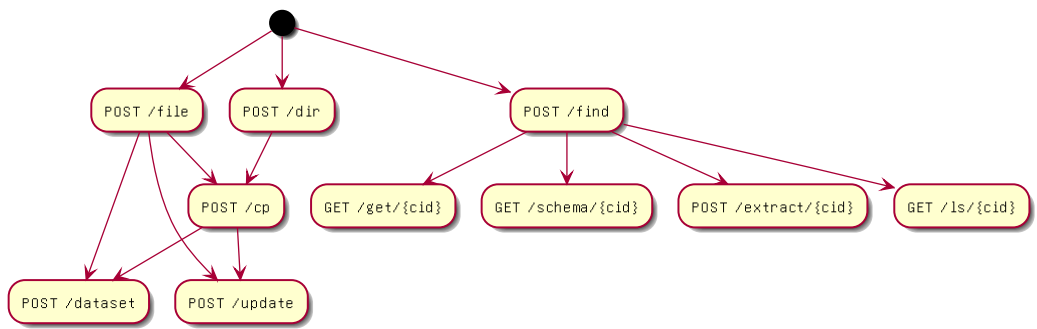 POST /file
POST /dir
POST /find
POST /cp
GET /get/{cid}
GET /schema/{cid}
POST /extract/{cid}
GET /ls/{cid}
POST /dataset
POST /update